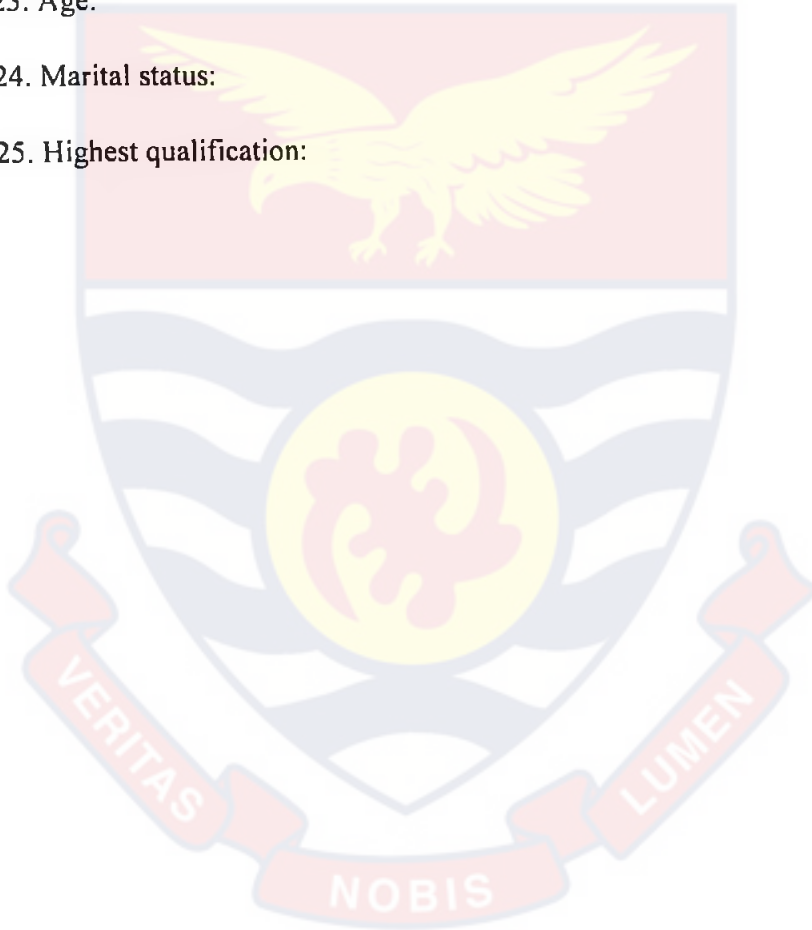 23. Age:
24. Marital status:
25. Highest qualification:
VERITAS
NOBIS
LUMEN